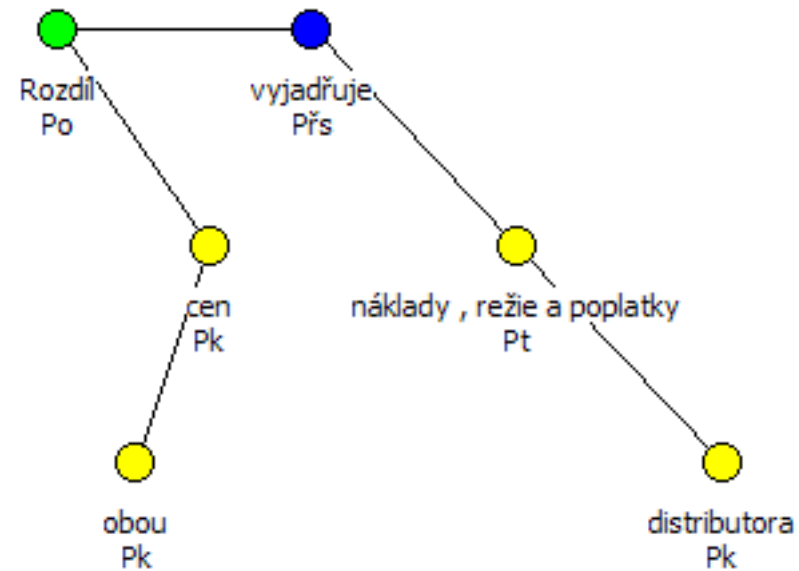 Rozdíl
Po
vyjadřuje
Přs
cen
Pk
náklady , režie a poplatky
Pt
obou
Pk
distributora
Pk